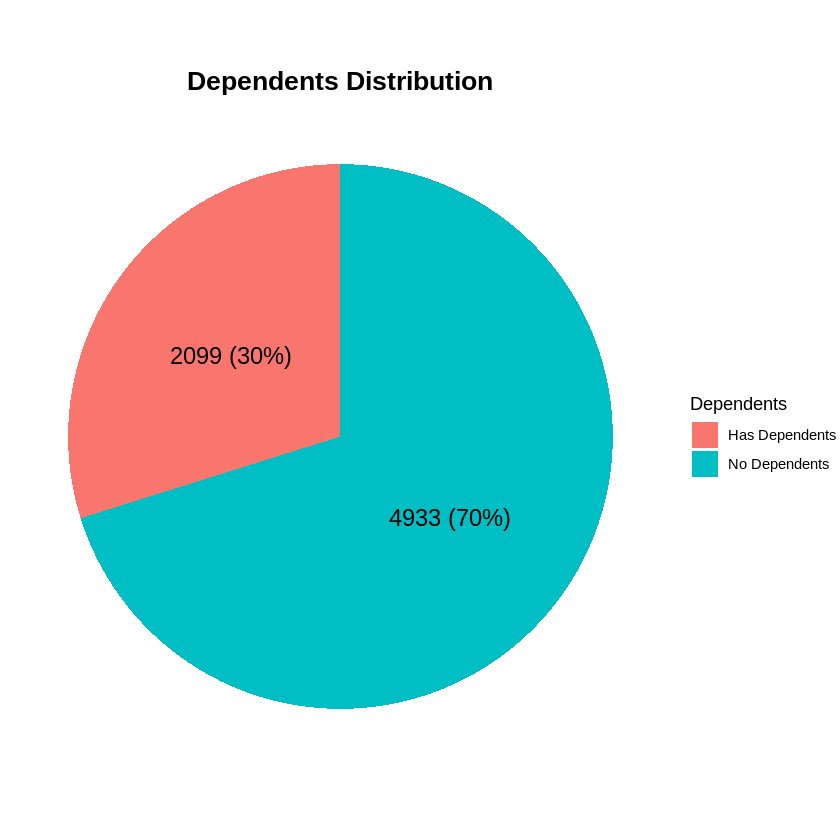 Dependents Distribution
2099 (30%)
4933 (70%)
Dependents
Has Dependents
No Dependents